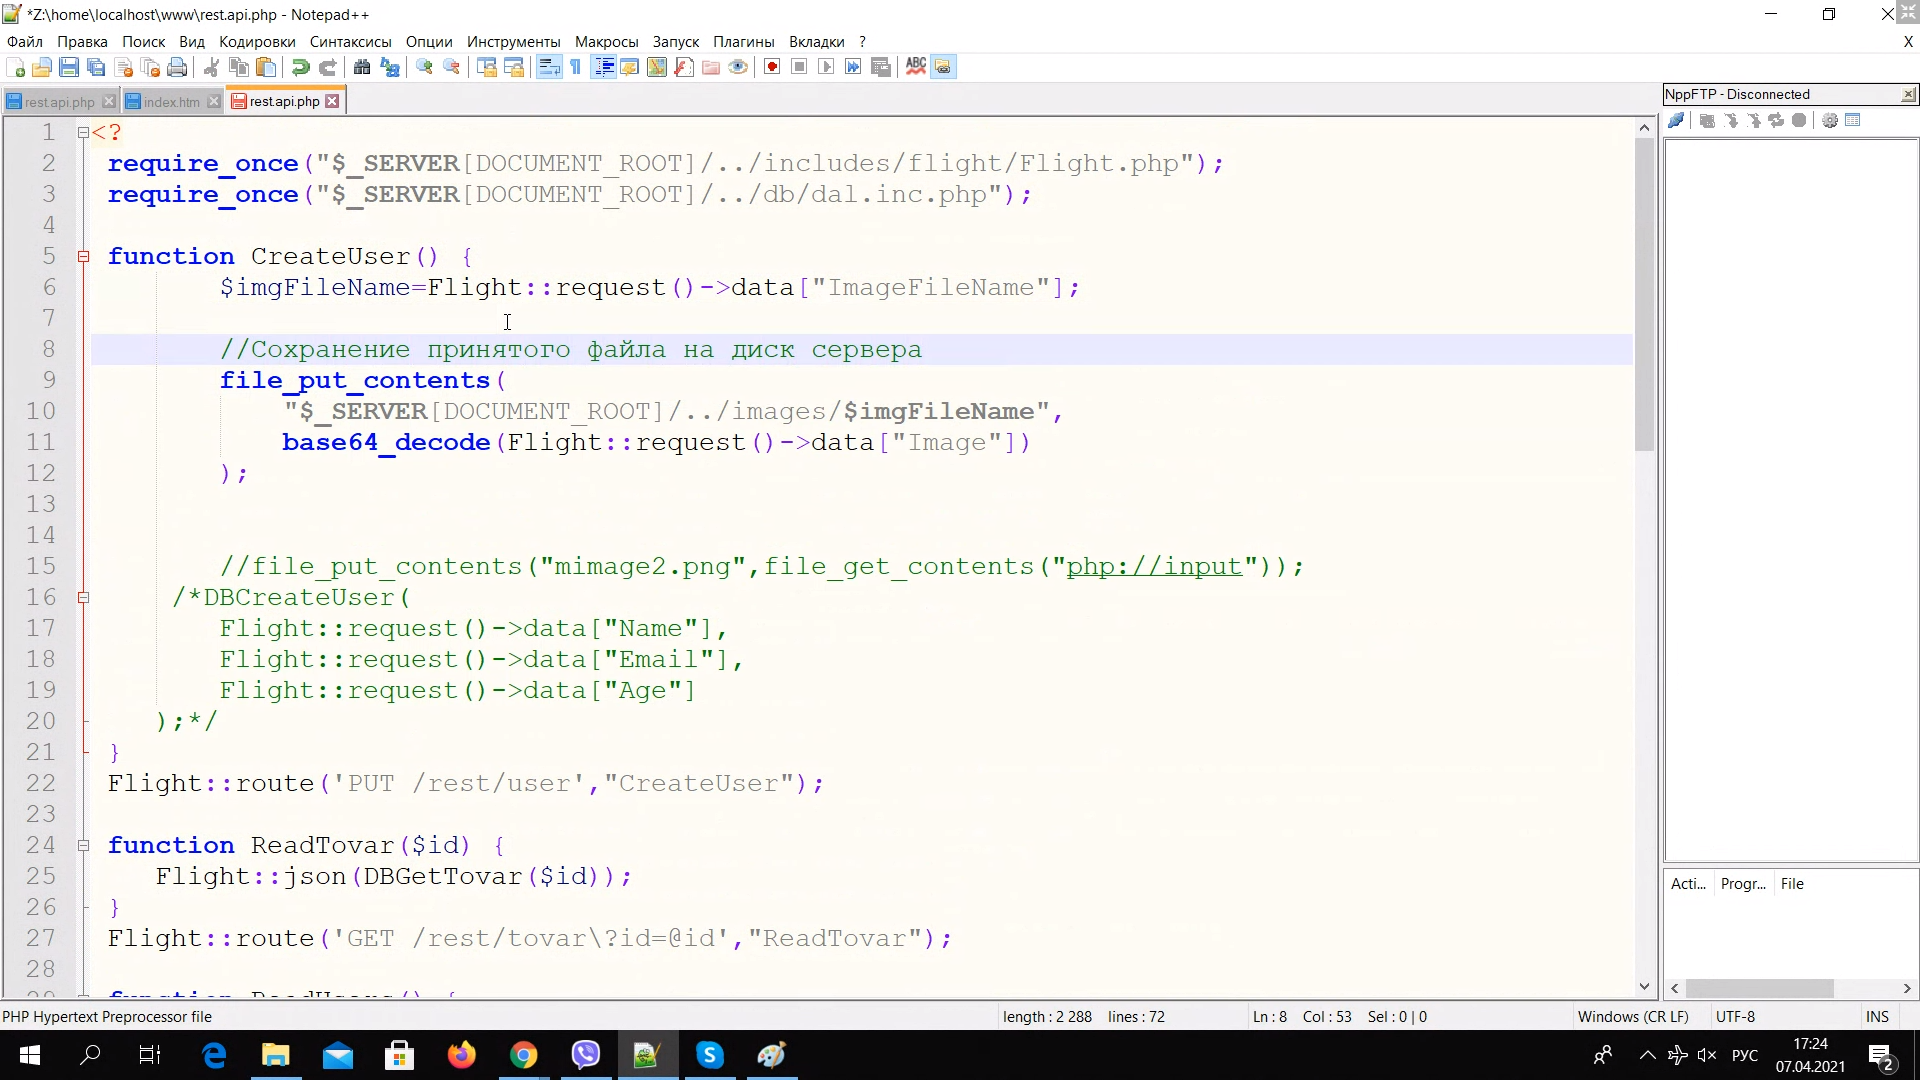 *Z:\home\localhost\www\rest.api.php - Notepad++
Файл Правка Поиск Вид Кодировки Синтаксисы Опции Инструменты Макросы Запуск Плагины Вкладки ? X
ABC
rest.api.php index.htm rest.api.php
NppFTP - Disconnected
1 <?
2 require_once("$_SERVER[DOCUMENT_ROOT]/../includes/flight/Flight.php");
3 require_once("$_SERVER[DOCUMENT_ROOT]/../db/dal.inc.php");
4
5 function CreateUser() {
6 $imgFileName=Flight::request()->data["ImageFileName"];
7
8 //Сохранение принятого файла на диск сервера
9 file_put_contents(
10 "$_SERVER[DOCUMENT_ROOT]/../images/$imgFileName",
11 base64_decode(Flight::request()->data["Image"])
12 );
13
14
15 //file_put_contents("mimage2.png",file_get_contents("php://input"));
16 /*DBCreateUser(
17 Flight::request()->data["Name"],
18 Flight::request()->data["Email"],
19 Flight::request()->data["Age"]
20 );*/
21 }
22 Flight::route('PUT /rest/user',"CreateUser");
23
24 function ReadTovar($id) {
25 Flight::json(DBGetTovar($id));
26 }
27 Flight::route('GET /rest/tovar\?id=@id',"ReadTovar");
28
Acti... Progr... File
PHP Hypertext Preprocessor file length : 2 288 lines : 72 Ln : 8 Col : 53 Sel : 0 | 0 Windows (CR LF) UTF-8 INS
РУС
17:24
07.04.2021
2